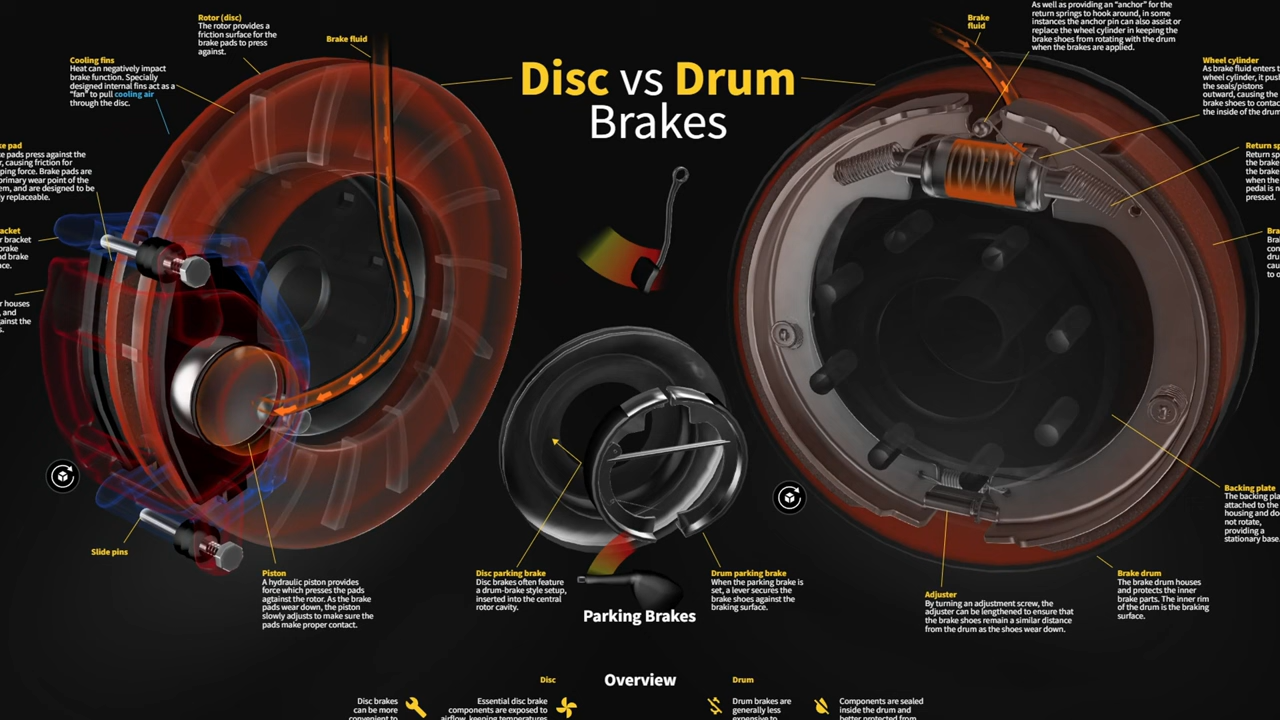 Disc vs Drum
Brakes
Rotor (disc)
The rotor provides a
friction surface for the
brake pads to press
against.
Brake fluid
Cooling fins
Heat can negatively impact
brake function. Specially
designed internal fins act as a
"fan" to pull cooling air
through the disc.
pad
pads press against the
causing friction for
force. Brake pads are
primary wear point of the
and are designed to be
replaceable.
bracket
brake
and brake
houses
and
against the
Slide pins
Piston
A hydraulic piston provides
force which presses the pads
against the rotor. As the brake
pads wear down, the piston
slowly adjusts to make sure the
pads make proper contact.
Disc parking brake
Disc brakes often feature
a drum-brake style setup,
inserted into the central
rotor cavity.
Drum parking brake
When the parking brake is
set, a lever secures the
brake shoes against the
braking surface.
Parking Brakes
Brake
fluid
As well as providing an "anchor" for the
return springs to hook around, in some
instances the anchor pin can also assist or
replace the wheel cylinder in keeping the
brake shoes from rotating with the drum
when the brakes are applied.
Wheel cylinder
As brake fluid enters
wheel cylinder, it
the seals/pistons
outward, causing the
brake shoes to
the inside of the drum
Return
Return
the brake
the brake
when the
pedal is
pressed.
to
Backing plate
The backing
attached to the
housing and
not rotate,
providing a
stationary base
Brake drum
The brake drum houses
and protects the inner
brake parts. The inner rim
of the drum is the braking
surface.
Adjuster
By turning an adjustment screw, the
adjuster can be lengthened to ensure that
the brake shoes remain a similar distance
from the drum as the shoes wear down.
Overview
Disc
Drum
Disc brakes
can be more
convenient to
Essential disc brake
components are exposed to
airflow, keeping temperatures
Drum brakes are
generally less
expensive to
Components are sealed
inside the drum and
better protected from